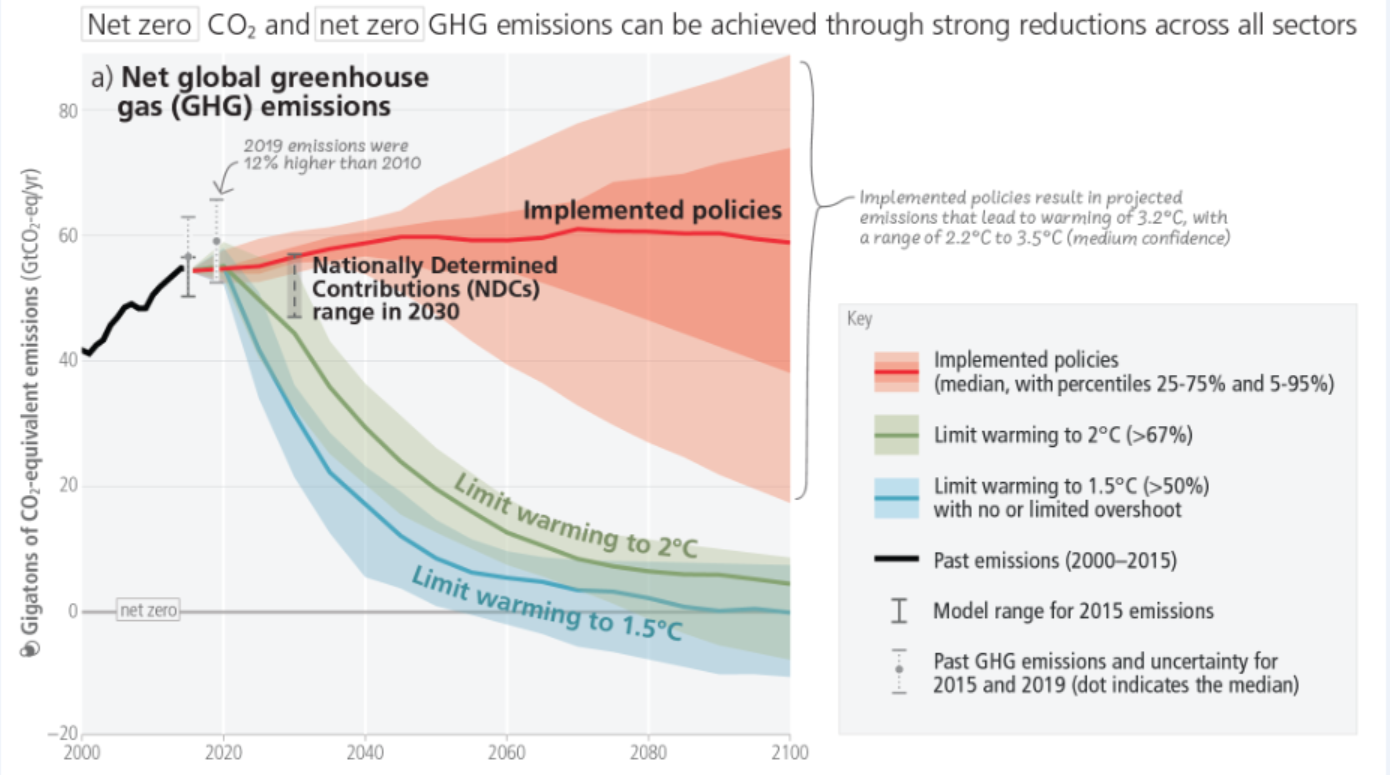 Net zero CO₂ and net zero GHG emissions can be achieved through strong reductions across all sectors
a) Net global greenhouse
gas (GHG) emissions
Gigatons of CO₂-equivalent emissions (GtCO₂-eq/yr)
80
60
40
20
0
−20
2019 emissions were
12% higher than 2010
Implemented policies
Nationally Determined
Contributions (NDCs)
range in 2030
Limit warming to 2°C
Limit warming to 1.5°C
net zero
2000
2020
2040
2060
2080
2100
Implemented policies result in projected
emissions that lead to warming of 3.2°C, with
a range of 2.2°C to 3.5°C (medium confidence)
Key
Implemented policies
(median, with percentiles 25-75% and 5-95%)
Limit warming to 2°C (>67%)
Limit warming to 1.5°C (>50%)
with no or limited overshoot
Past emissions (2000–2015)
Model range for 2015 emissions
Past GHG emissions and uncertainty for
2015 and 2019 (dot indicates the median)